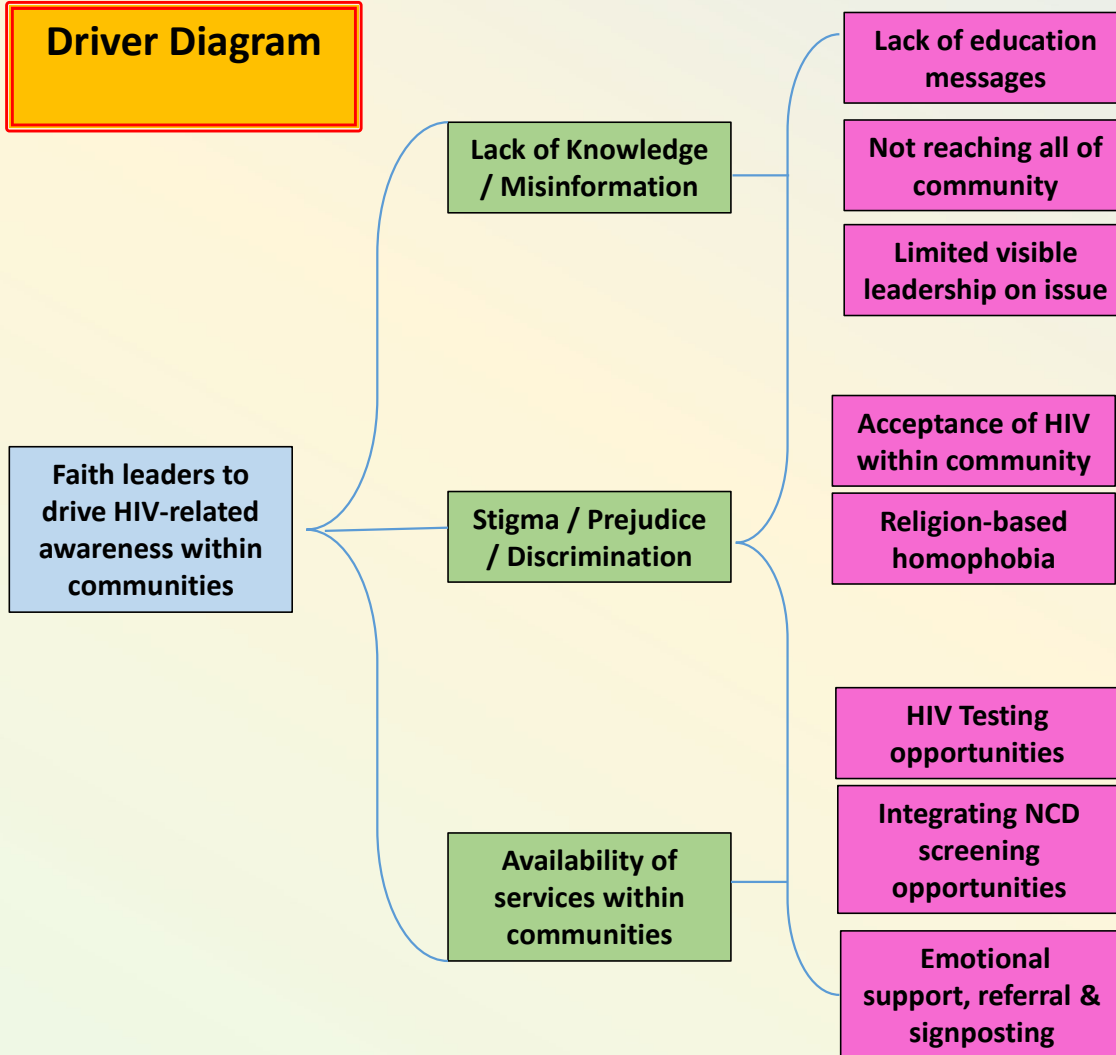 Driver Diagram
Faith leaders to
drive HIV-related
awareness within
communities
Lack of Knowledge
/ Misinformation
Stigma / Prejudice
/ Discrimination
Availability of
services within
communities
Lack of education
messages
Not reaching all of
community
Limited visible
leadership on issue
Acceptance of HIV
within community
Religion-based
homophobia
HIV Testing
opportunities
Integrating NCD
screening
opportunities
Emotional
support, referral &
signposting